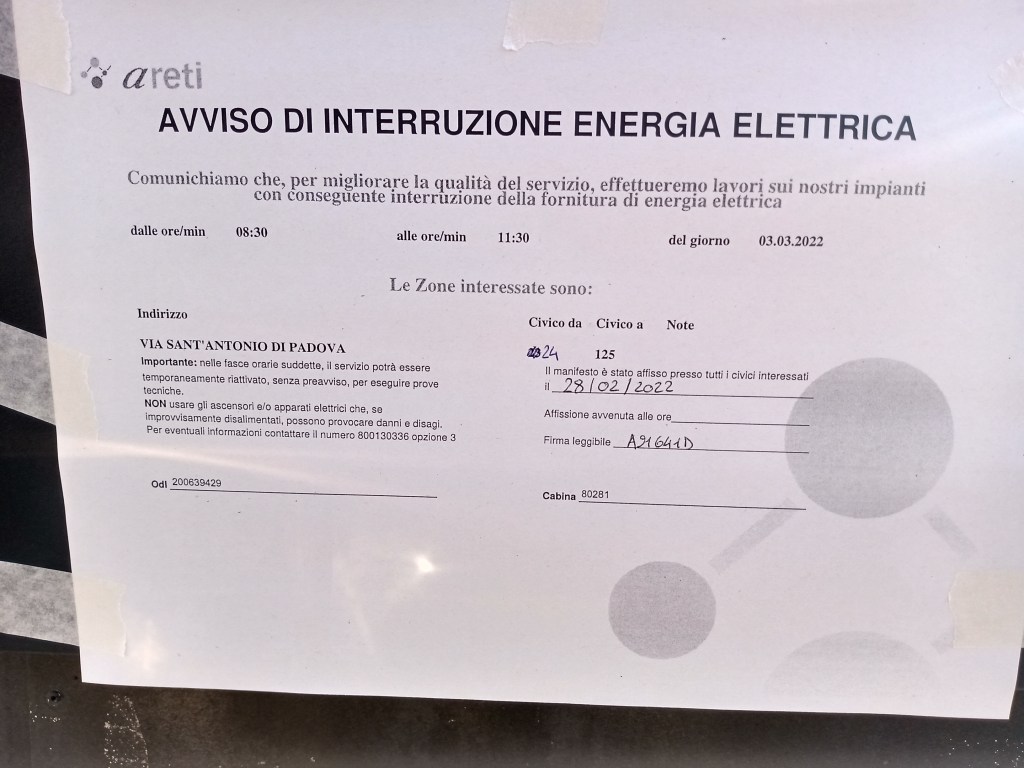 areti
AVVISO DI INTERRUZIONE ENERGIA ELETTRICA
Comunichiamo che, per migliorare la qualità del servizio, effettueremo lavori sui nostri impianti
con conseguente interruzione della fornitura di energia elettrica
dalle ore/min 08:30 alle ore/min 11:30 del giorno 03.03.2022
Le Zone interessate sono:
Indirizzo
Civico da Civico a Note
VIA SANT'ANTONIO DI PADOVA
24 125
Importante: nelle fasce orarie suddette, il servizio potrà essere
temporaneamente riattivato, senza preavviso, per eseguire prove
tecniche.
NON usare gli ascensori e/o apparati elettrici che, se
improvvisamente disalimentati, possono provocare danni e disagi.
Per eventuali informazioni contattare il numero 800130336 opzione 3
Il manifesto è stato affisso presso tutti i civici interessati
il 28/02/2022
Affissione avvenuta alle ore
Firma leggibile A91641D
OdI 200639429
Cabina 80281